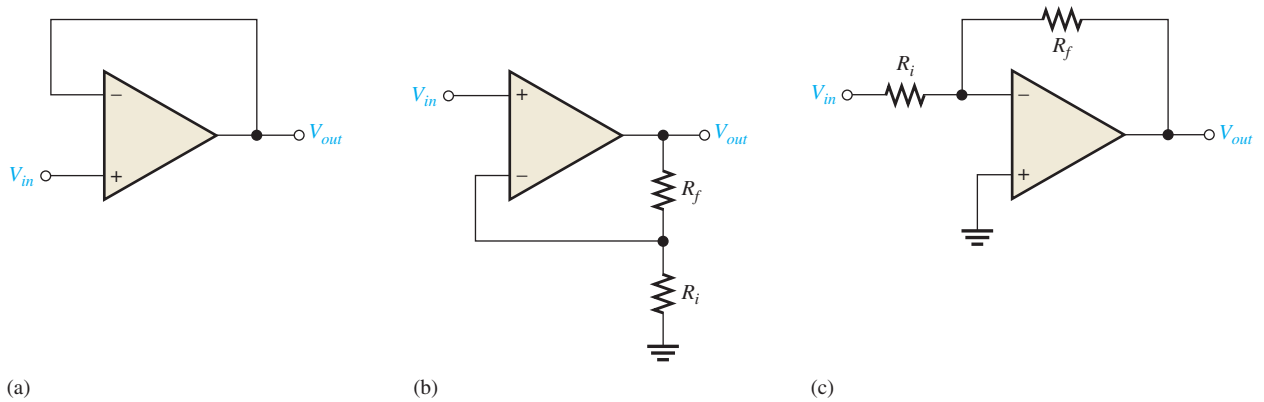 −
V_in
+
V_out
(a)
V_in
+
−
V_out
R_f
R_i
(b)
R_f
R_i
V_in
−
+
V_out
(c)